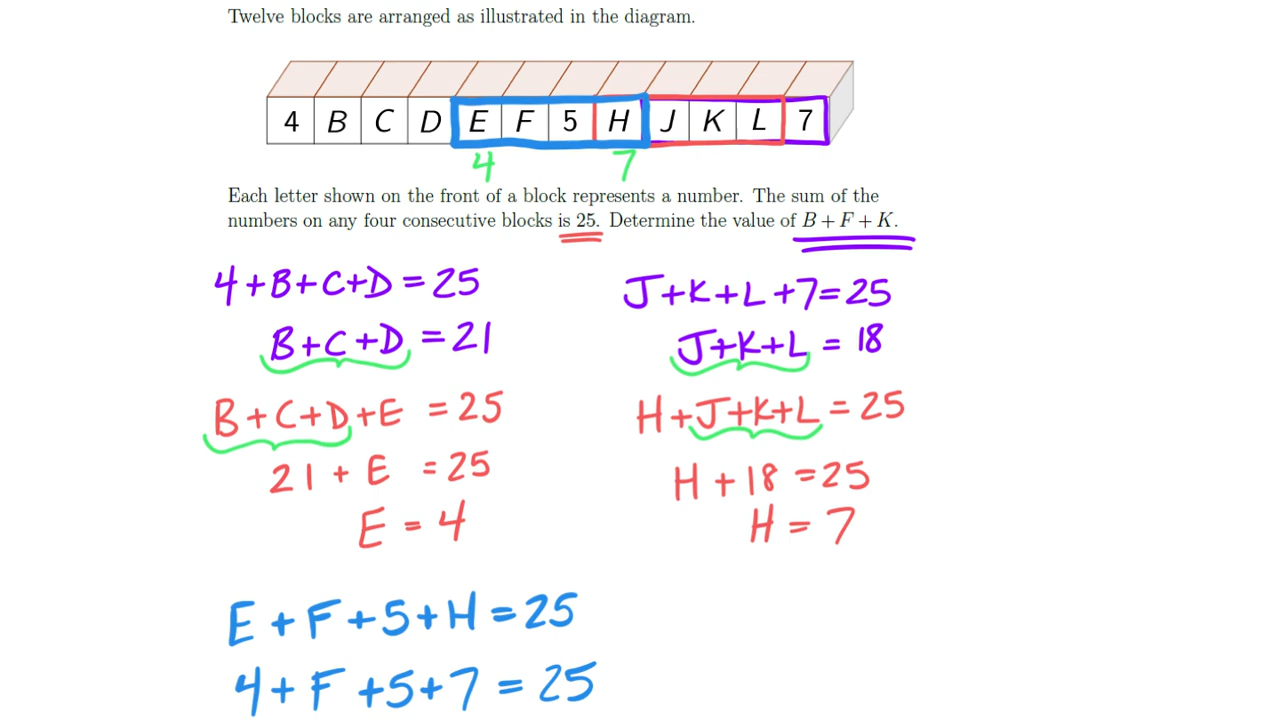 Twelve blocks are arranged as illustrated in the diagram.
4 B C D E F 5 H J K L 7
4 7
Each letter shown on the front of a block represents a number. The sum of the
numbers on any four consecutive blocks is 25. Determine the value of B + F + K.
4+B+C+D=25
B+C+D=21
B+C+D+E=25
21+E=25
E=4
J+K+L+7=25
J+K+L=18
H+J+K+L=25
H+18=25
H=7
E+F+5+H=25
4+F+5+7=25